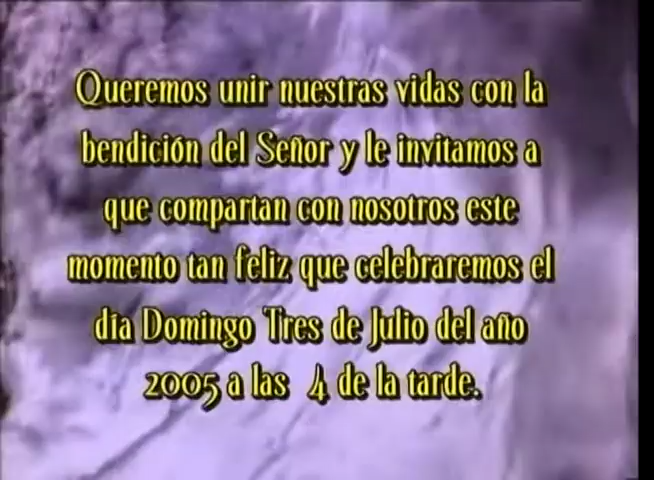 Queremos unir nuestras vidas con la
bendición del Señor y le invitamos a
que compartan con nosotros este
momento tan feliz que celebraremos el
día Domingo Tres de Julio del año
2005 a las 4 de la tarde.